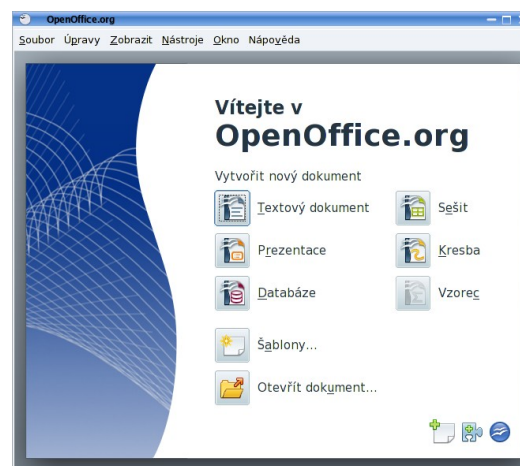 OpenOffice.org
Soubor Úpravy Zobrazit Nástroje Okno Nápověda
Vítejte v
OpenOffice.org
Vytvořit nový dokument
Textový dokument Sešit
Prezentace Kresba
Databáze Vzorec
Šablony...
Otevřít dokument...